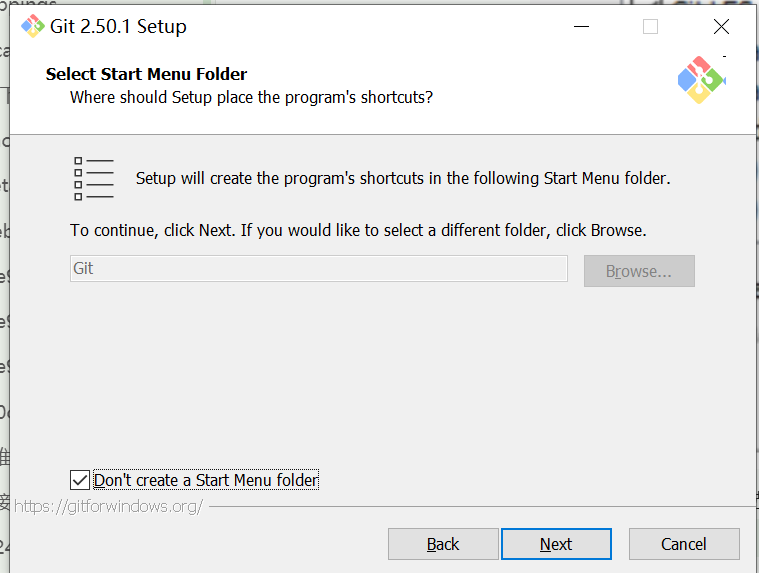 Git 2.50.1 Setup
Select Start Menu Folder
Where should Setup place the program's shortcuts?
Setup will create the program's shortcuts in the following Start Menu folder.
To continue, click Next. If you would like to select a different folder, click Browse.
Git
Browse...
Don't create a Start Menu folder
https://gitforwindows.org/
Back
Next
Cancel